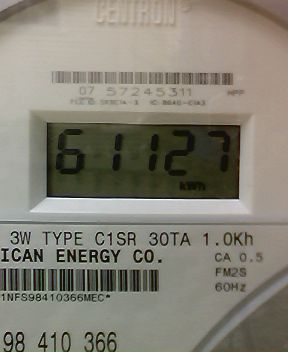 CENTRON®
07 57245311 HPP
61127
kWh
3W TYPE C1SR 30TA 1.0Kh
ICAN ENERGY CO.
CA 0.5
FM2S
60Hz
1NFS98410366MEC*
98 410 366